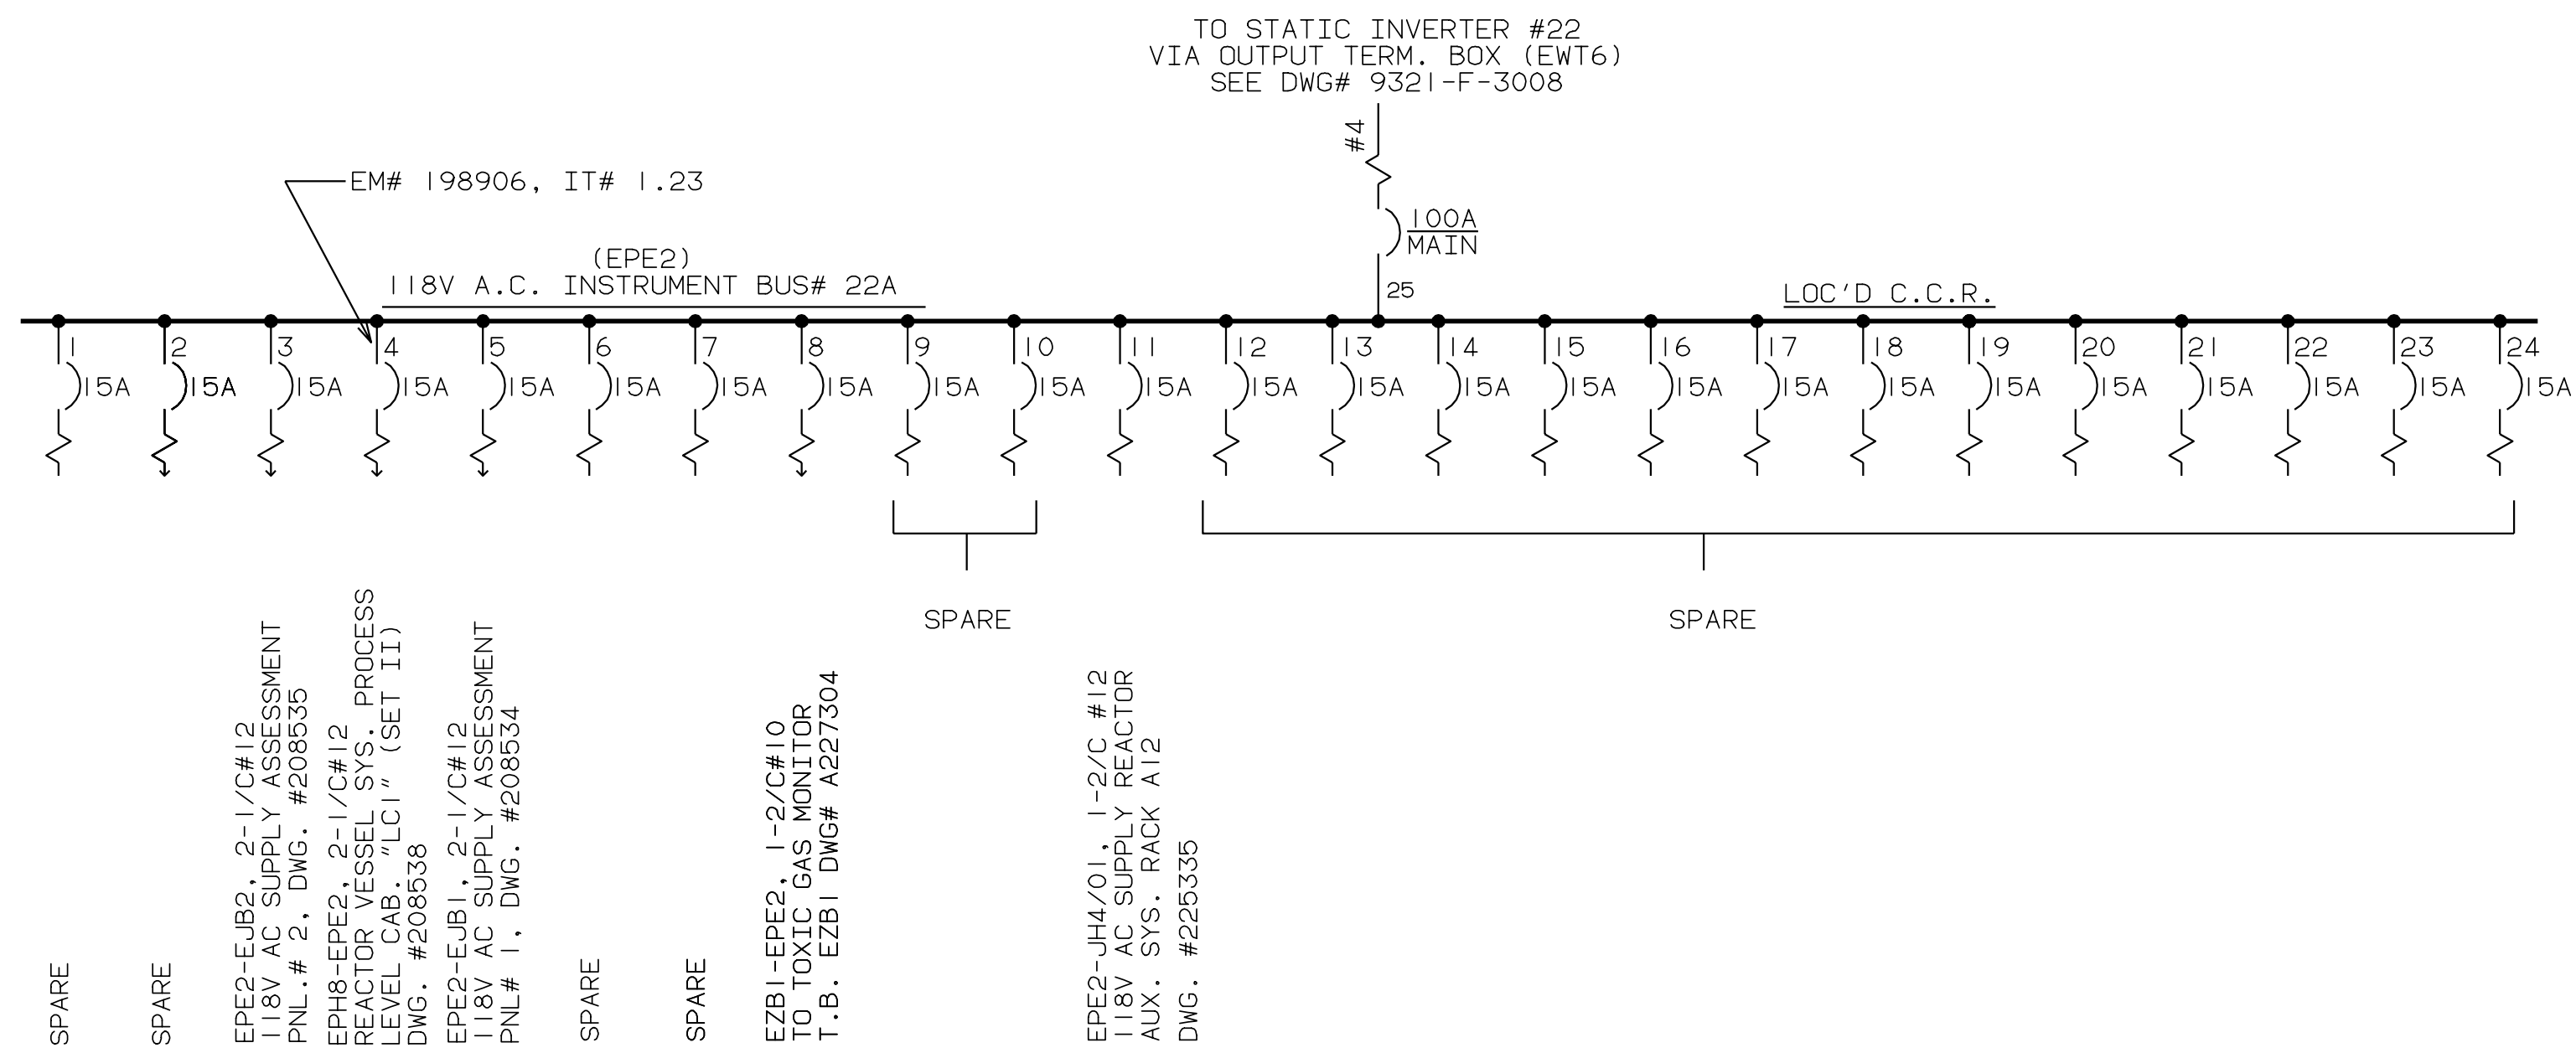 TO STATIC INVERTER #22
VIA OUTPUT TERM. BOX (EWT6)
SEE DWG# 9321-F-3008
#4
EM# 198906, IT# 1.23
100A
MAIN
(EPE2)
118V A.C. INSTRUMENT BUS# 22A
25
LOC'D C.C.R.
1 2 3 4 5 6 7 8 9 10 11 12 13 14 15 16 17 18 19 20 21 22 23 24
15A 15A 15A 15A 15A 15A 15A 15A 15A 15A 15A 15A 15A 15A 15A 15A 15A 15A 15A 15A 15A 15A 15A 15A
SPARE
SPARE
SPARE
SPARE
EPE2-EJB2, 2-1/C#12
118V AC SUPPLY ASSESSMENT
PNL.# 2, DWG. #208535
EPH8-EPE2, 2-1/C#12
REACTOR VESSEL SYS. PROCESS
LEVEL CAB. "LC1" (SET II)
DWG. #208538
EPE2-EJB1, 2-1/C#12
118V AC SUPPLY ASSESSMENT
PNL# 1, DWG. #208534
SPARE
SPARE
EZB1-EPE2, 1-2/C#10
TO TOXIC GAS MONITOR
T.B. EZB1 DWG# A227304
EPE2-JH4/01, 1-2/C #12
118V AC SUPPLY REACTOR
AUX. SYS. RACK A12
DWG. #225335